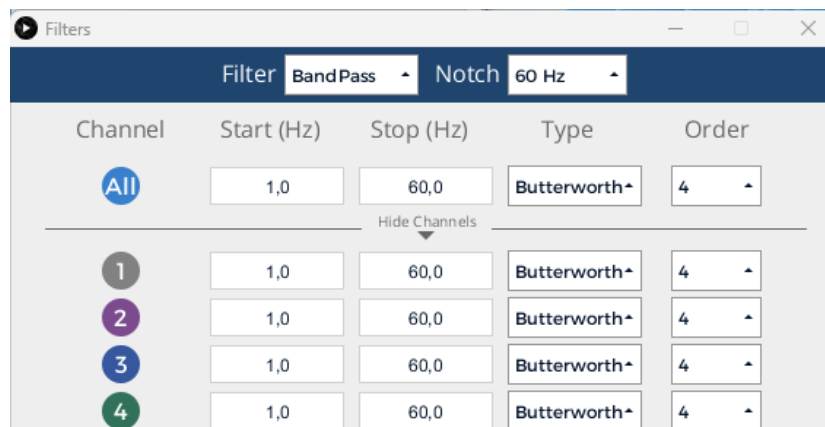 Filters
Filter BandPass Notch 60 Hz
Channel Start (Hz) Stop (Hz) Type Order
All 1,0 60,0 Butterworth 4
Hide Channels
1 1,0 60,0 Butterworth 4
2 1,0 60,0 Butterworth 4
3 1,0 60,0 Butterworth 4
4 1,0 60,0 Butterworth 4